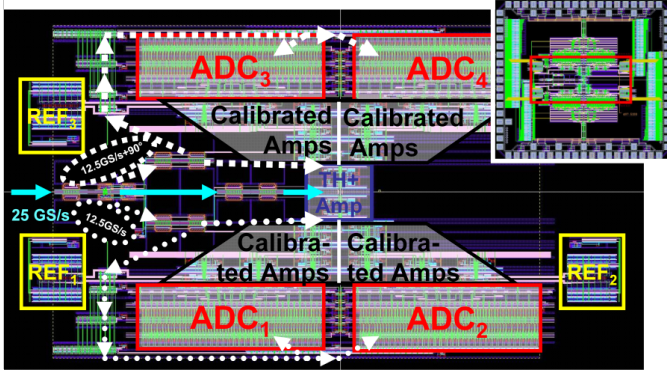 ADC3
ADC4
REF3
Calibrated
Amps
Calibrated
Amps
12.5GS/s+90°
TH+
Amp
25 GS/s
12.5GS/s
REF1
Calibra-
ted Amps
Calibra-
ted Amps
REF2
ADC1
ADC2